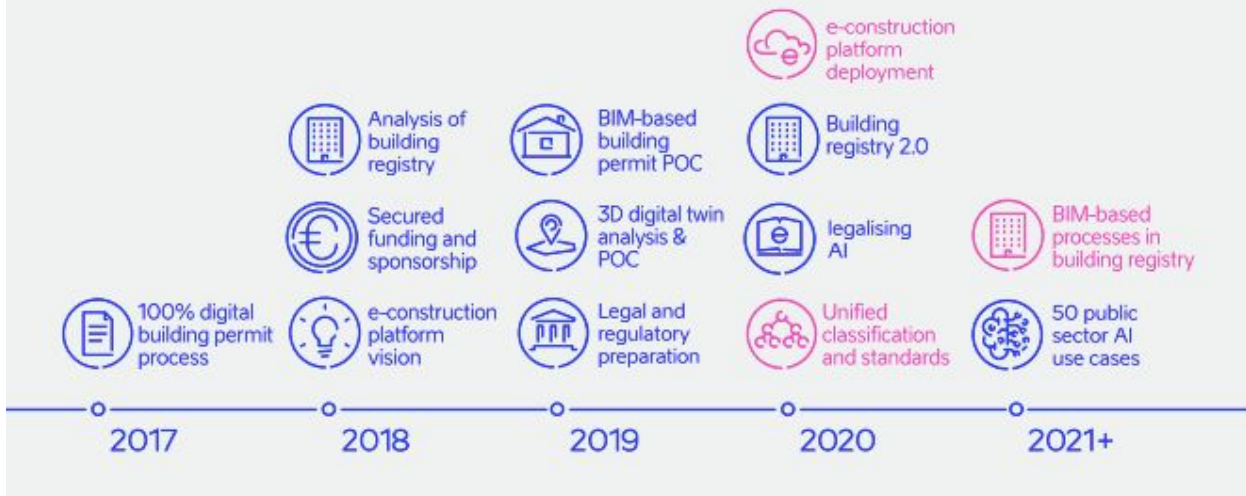 e-construction
platform
deployment
Analysis of
building
registry
BIM-based
building
permit POC
Building
registry 2.0
Secured
funding and
sponsorship
3D digital twin
analysis &
POC
legalising
AI
BIM-based
processes in
building registry
100% digital
building permit
process
e-construction
platform
vision
Legal and
regulatory
preparation
Unified
classification
and standards
50 public
sector AI
use cases
2017
2018
2019
2020
2021+